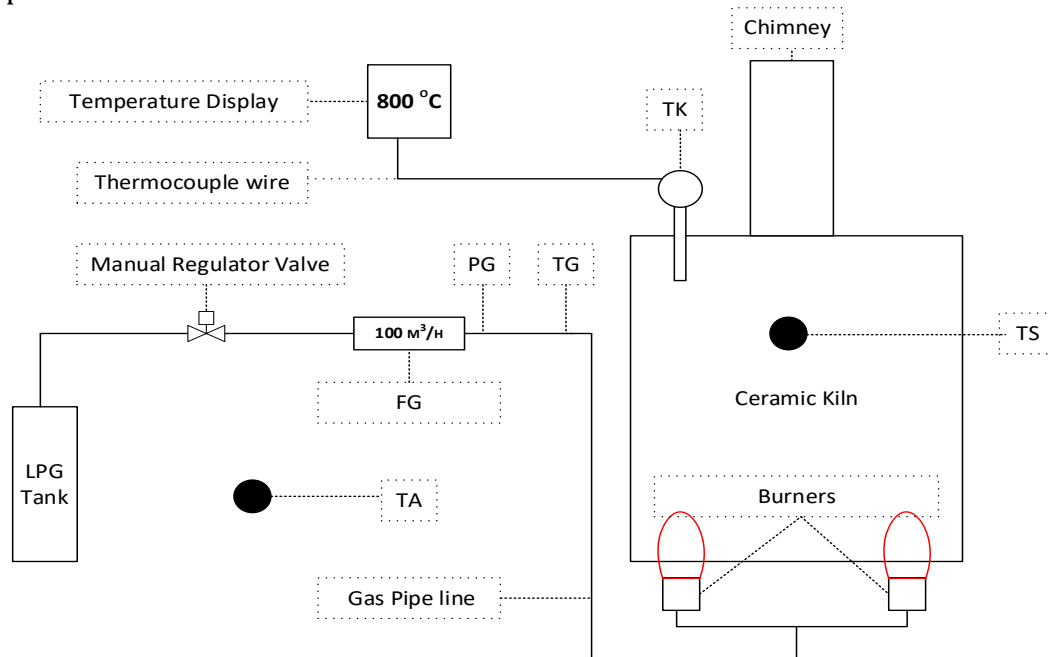 Chimney
Temperature Display
800 °C
TK
Thermocouple wire
Manual Regulator Valve
PG
TG
100 м³/н
TS
FG
Ceramic Kiln
LPG
Tank
TA
Burners
Gas Pipe line